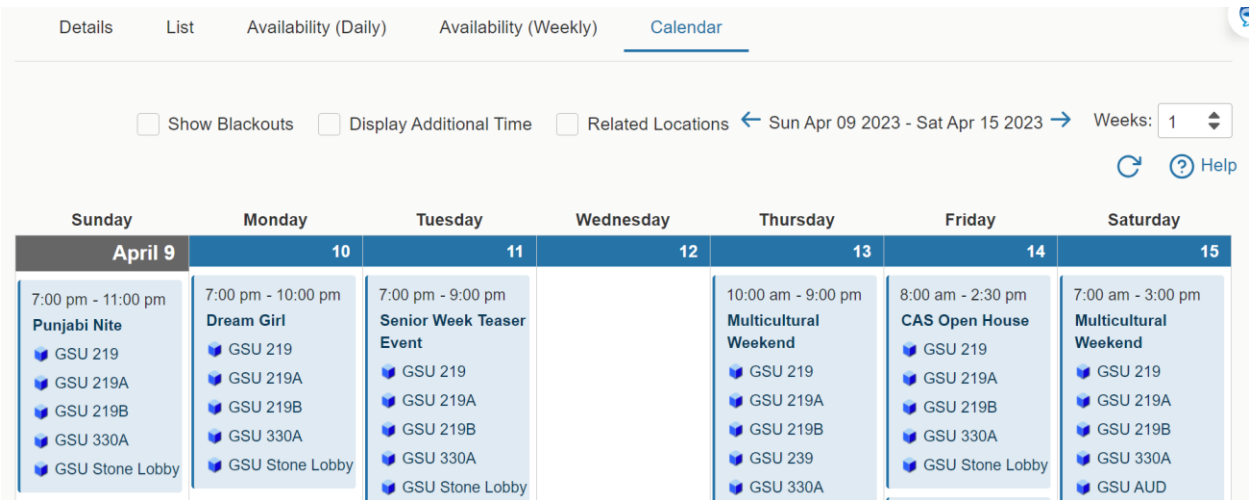 Details List Availability (Daily) Availability (Weekly) Calendar
Show Blackouts Display Additional Time Related Locations ← Sun Apr 09 2023 - Sat Apr 15 2023 → Weeks: 1
Help
Sunday Monday Tuesday Wednesday Thursday Friday Saturday
April 9 10 11 12 13 14 15
7:00 pm - 11:00 pm
Punjabi Nite
GSU 219
GSU 219A
GSU 219B
GSU 330A
GSU Stone Lobby
7:00 pm - 10:00 pm
Dream Girl
GSU 219
GSU 219A
GSU 219B
GSU 330A
GSU Stone Lobby
7:00 pm - 9:00 pm
Senior Week Teaser
Event
GSU 219
GSU 219A
GSU 219B
GSU 330A
GSU Stone Lobby
10:00 am - 9:00 pm
Multicultural
Weekend
GSU 219
GSU 219A
GSU 219B
GSU 239
GSU 330A
8:00 am - 2:30 pm
CAS Open House
GSU 219
GSU 219A
GSU 219B
GSU 330A
GSU Stone Lobby
7:00 am - 3:00 pm
Multicultural
Weekend
GSU 219
GSU 219A
GSU 219B
GSU 330A
GSU AUD